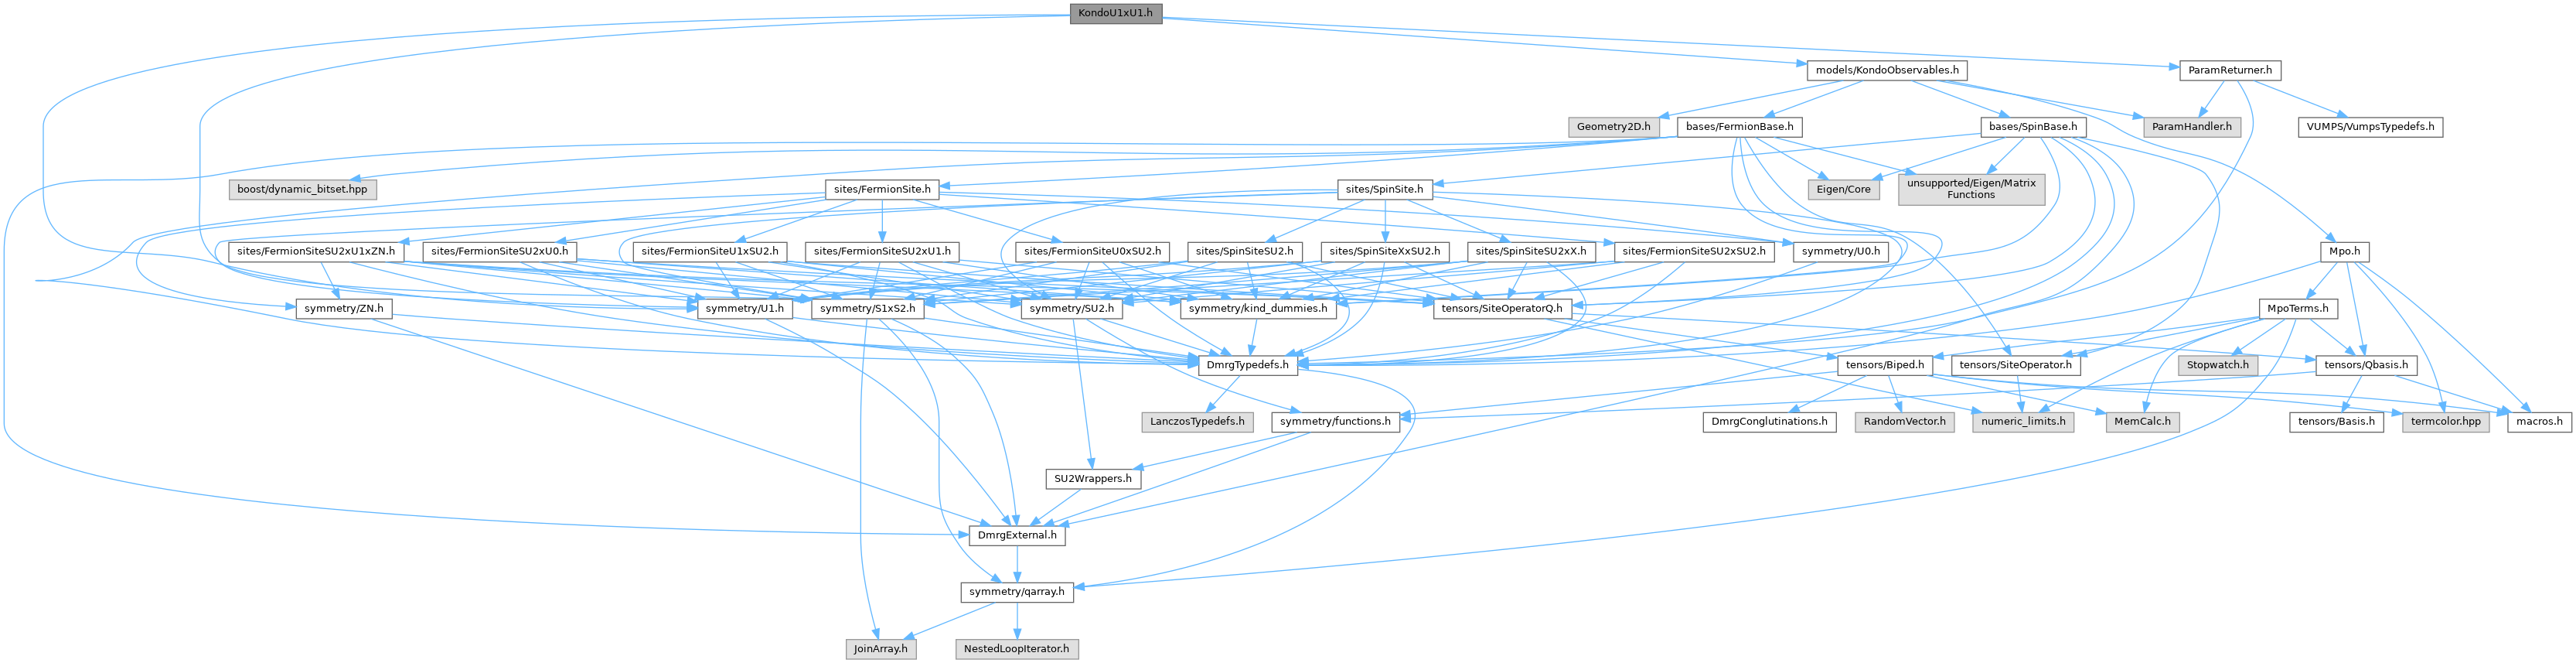 KondoU1xU1.h
models/KondoObservables.h
ParamReturner.h
Geometry2D.h
bases/FermionBase.h
bases/SpinBase.h
ParamHandler.h
VUMPS/VumpsTypedefs.h
boost/dynamic_bitset.hpp
sites/FermionSite.h
sites/SpinSite.h
Eigen/Core
unsupported/Eigen/Matrix
Functions
sites/FermionSiteSU2xU1xZN.h
sites/FermionSiteSU2xU0.h
sites/FermionSiteU1xSU2.h
sites/FermionSiteSU2xU1.h
sites/FermionSiteU0xSU2.h
sites/SpinSiteSU2.h
sites/SpinSiteXxSU2.h
sites/SpinSiteSU2xX.h
sites/FermionSiteSU2xSU2.h
symmetry/U0.h
Mpo.h
symmetry/ZN.h
symmetry/U1.h
symmetry/S1xS2.h
symmetry/SU2.h
symmetry/kind_dummies.h
tensors/SiteOperatorQ.h
MpoTerms.h
DmrgTypedefs.h
tensors/Biped.h
tensors/SiteOperator.h
Stopwatch.h
tensors/Qbasis.h
LanczosTypedefs.h
symmetry/functions.h
DmrgConglutinations.h
RandomVector.h
numeric_limits.h
MemCalc.h
tensors/Basis.h
termcolor.hpp
macros.h
SU2Wrappers.h
DmrgExternal.h
symmetry/qarray.h
JoinArray.h
NestedLoopIterator.h